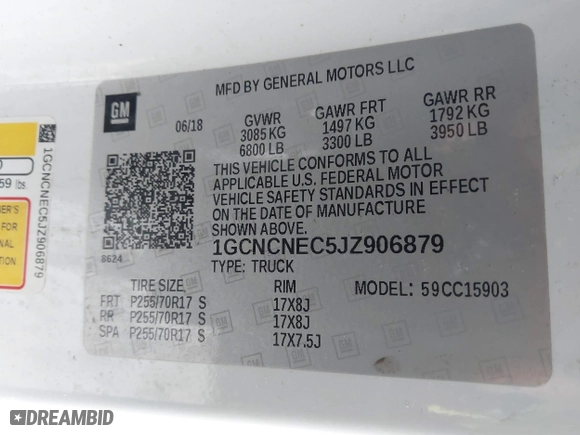 MFD BY GENERAL MOTORS LLC
GM
06/18
GVWR
3085 KG
6800 LB
GAWR FRT
1497 KG
3300 LB
GAWR RR
1792 KG
3950 LB
THIS VEHICLE CONFORMS TO ALL
APPLICABLE U.S. FEDERAL MOTOR
VEHICLE SAFETY STANDARDS IN EFFECT
ON THE DATE OF MANUFACTURE
SHOWN ABOVE.
8624
1GCNCNEC5JZ906879
TYPE: TRUCK
TIRE SIZE
RIM
MODEL: 59CC15903
FRT P255/70R17 S 17X8J
RR P255/70R17 S 17X8J
SPA P255/70R17 S 17X7.5J
1GCNCNEC5JZ906879
59 lbs.
FOR
DREAMBID